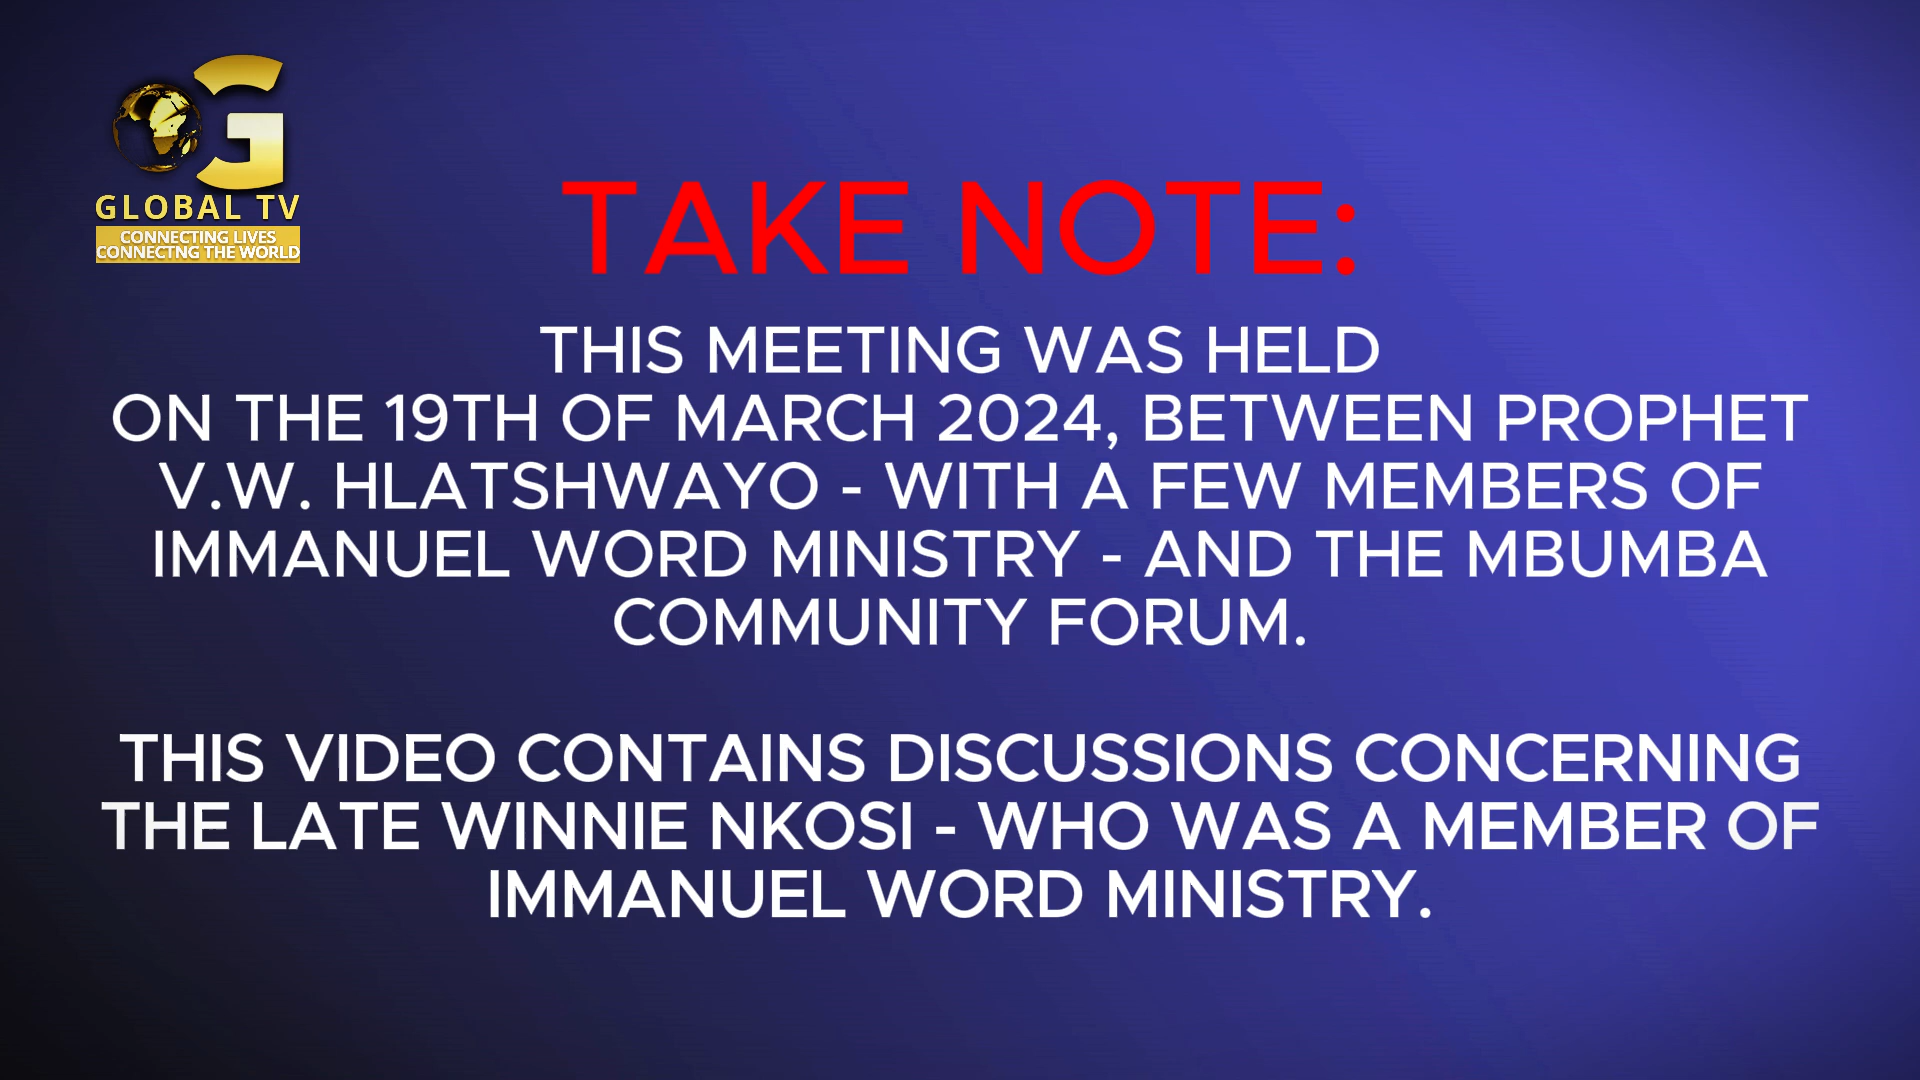 G
GLOBAL TV
CONNECTING LIVES
CONNECTNG THE WORLD
TAKE NOTE:
THIS MEETING WAS HELD
ON THE 19TH OF MARCH 2024, BETWEEN PROPHET
V.W. HLATSHWAYO - WITH A FEW MEMBERS OF
IMMANUEL WORD MINISTRY - AND THE MBUMBA
COMMUNITY FORUM.
THIS VIDEO CONTAINS DISCUSSIONS CONCERNING
THE LATE WINNIE NKOSI - WHO WAS A MEMBER OF
IMMANUEL WORD MINISTRY.